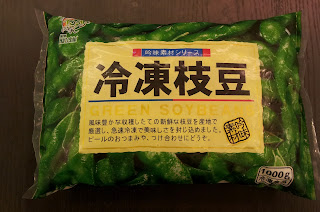 吟味素材シリーズ
冷凍枝豆
GREEN SOYBE
風味豊かな収穫したての新鮮な枝豆を産地で
厳選し、急速冷凍で美味しさを封じ込めました。
ビールのおつまみや、つけ合わせにどうぞ。
1000g